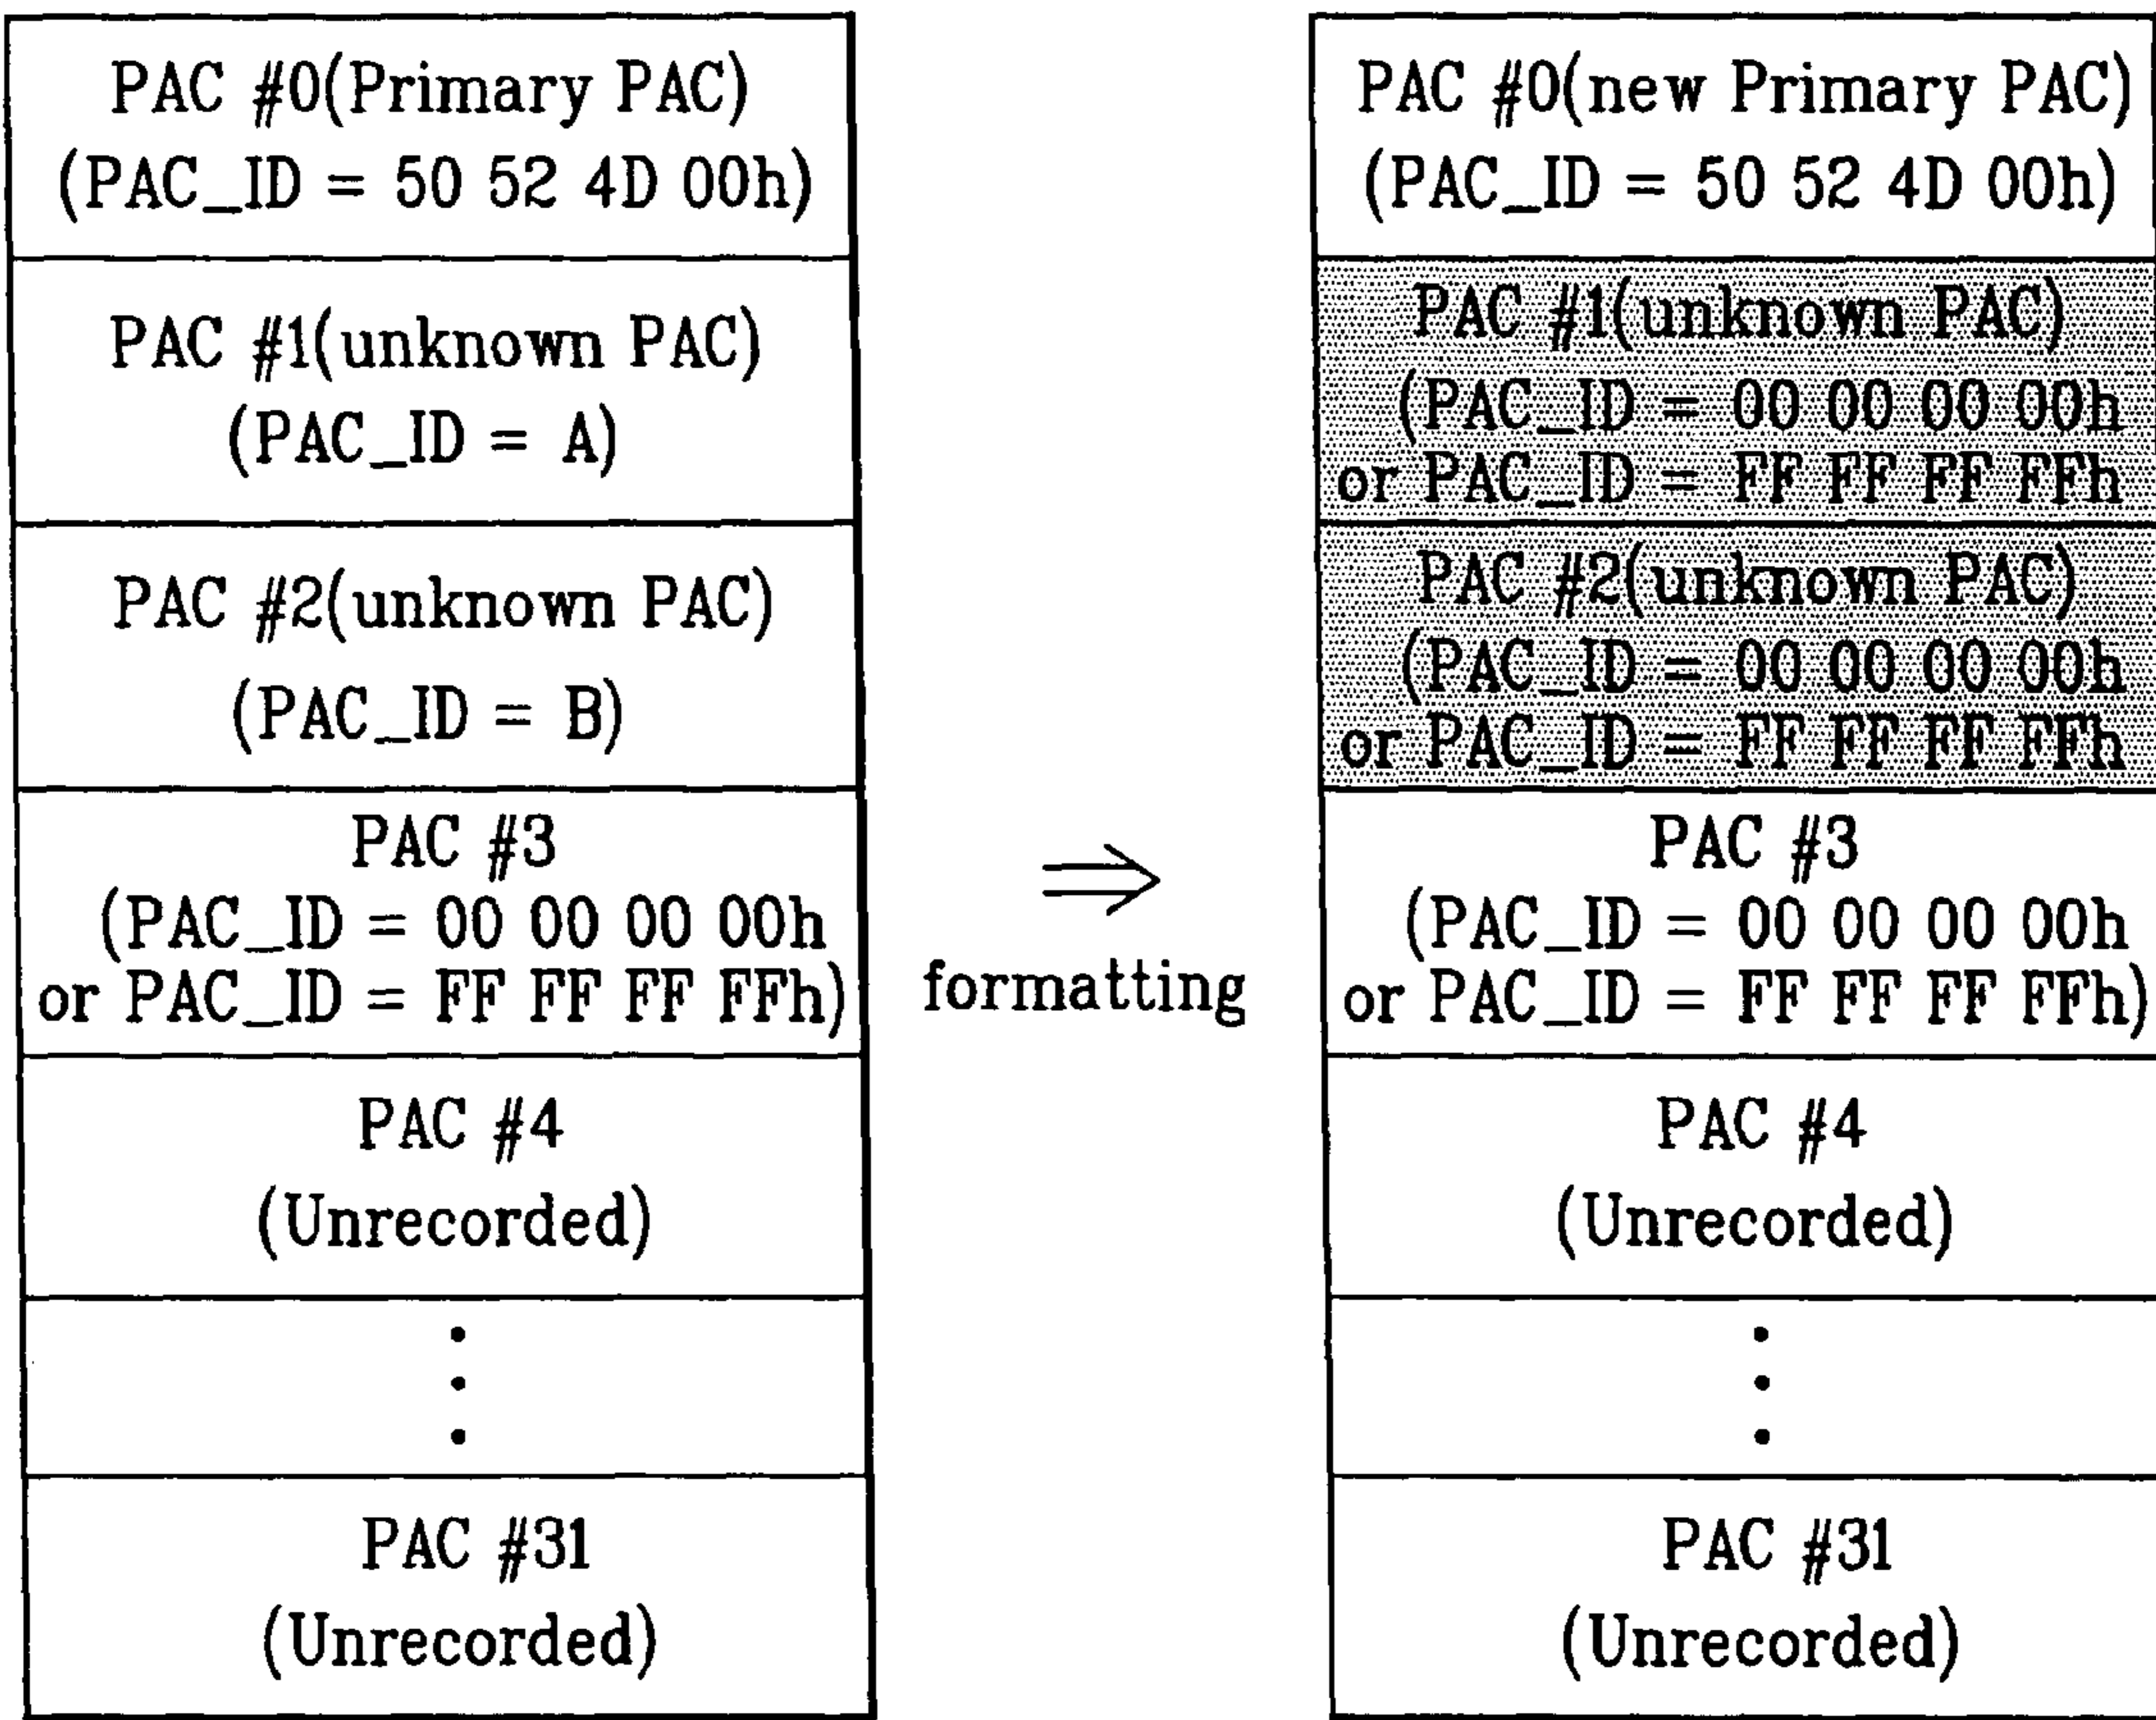 PAC #0(Primary PAC)
(PAC_ID = 50 52 4D 00h)
PAC #1(unknown PAC)
(PAC_ID = A)
PAC #2(unknown PAC)
(PAC_ID = B)
PAC #3
(PAC_ID = 00 00 00 00h
or PAC_ID = FF FF FF FFh)
PAC #4
(Unrecorded)
PAC #31
(Unrecorded)
⇒
formatting
PAC #0(new Primary PAC)
(PAC_ID = 50 52 4D 00h)
PAC #1(unknown PAC)
(PAC_ID = 00 00 00 00h
or PAC_ID = FF FF FF FFh
PAC #2(unknown PAC)
(PAC_ID = 00 00 00 00h
or PAC_ID = FF FF FF FFh
PAC #3
(PAC_ID = 00 00 00 00h
or PAC_ID = FF FF FF FFh)
PAC #4
(Unrecorded)
PAC #31
(Unrecorded)